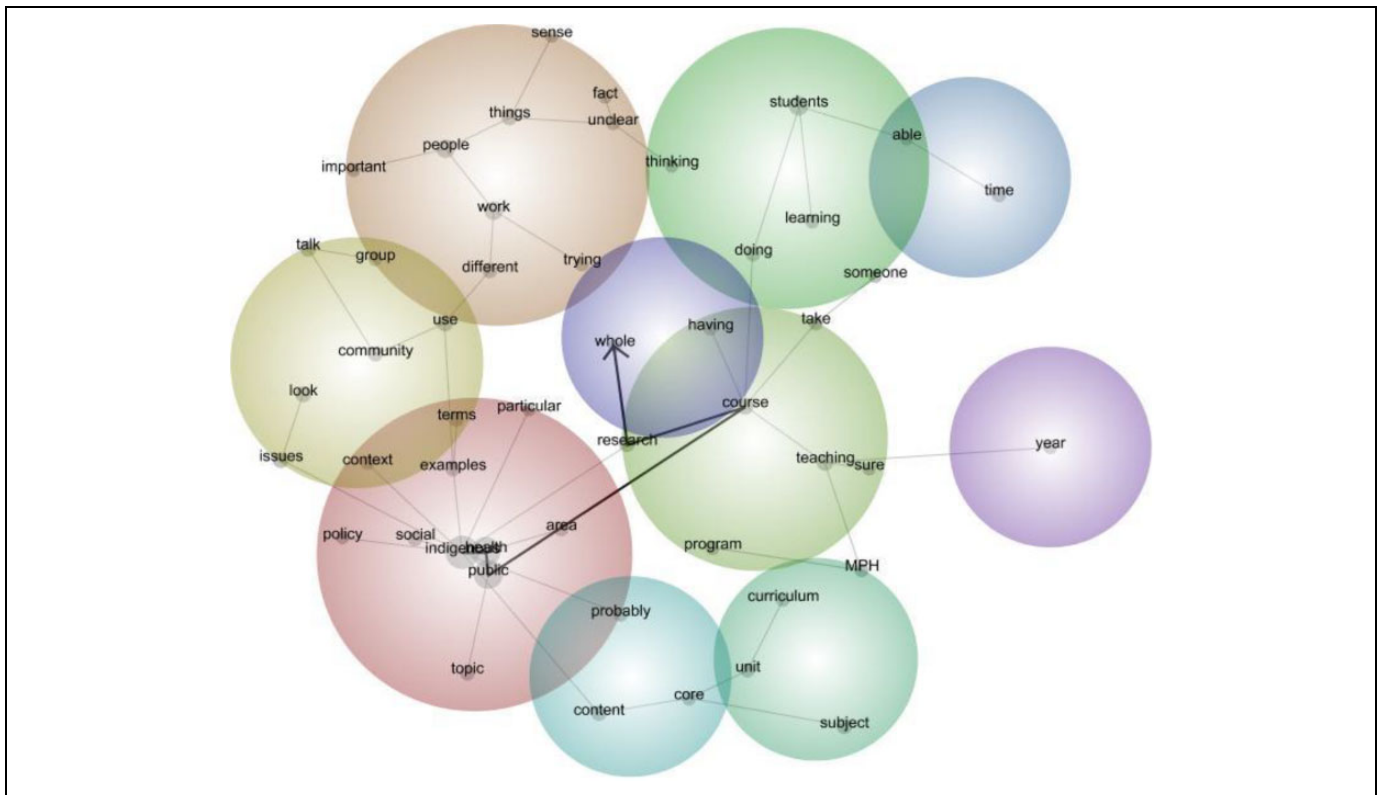 sense
fact
things
unclear
students
people
able
important
thinking
time
work
learning
talk
group
doing
different
trying
someone
use
take
having
whole
community
look
course
terms
particular
research
year
issues
context
examples
teaching
sure
area
policy
social
indigenous
health
program
public
MPH
curriculum
probably
topic
unit
core
content
subject